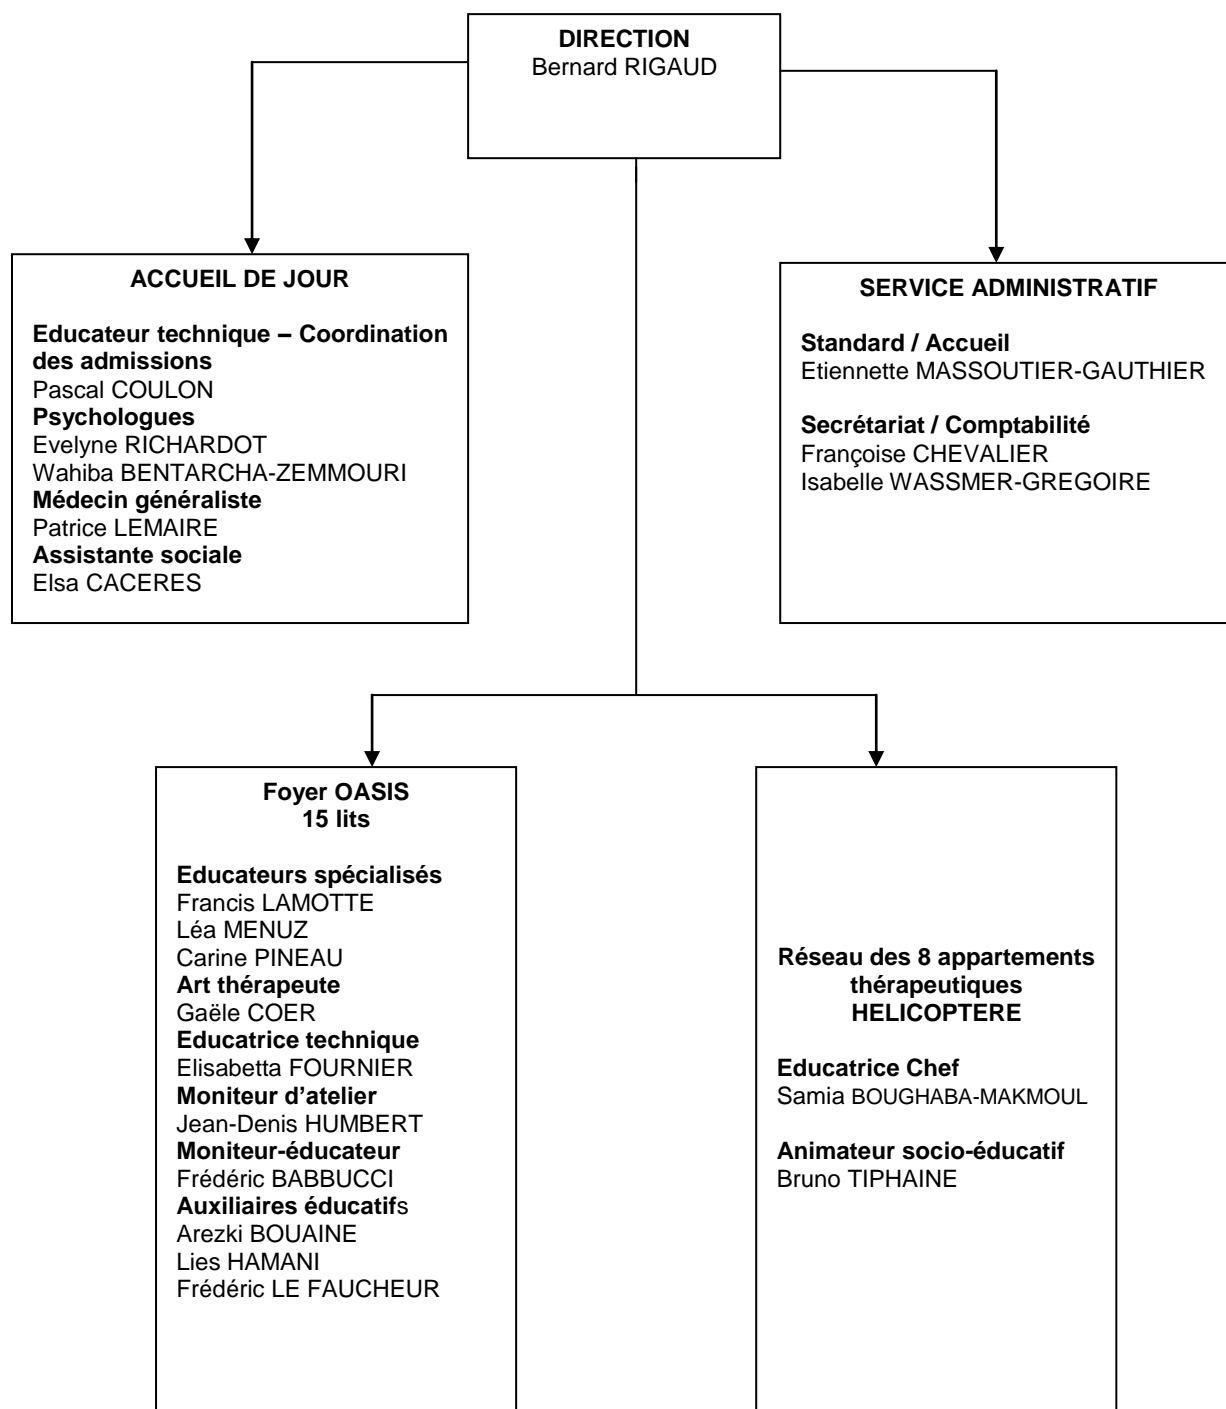 DIRECTION
Bernard RIGAUD
ACCUEIL DE JOUR
Educateur technique – Coordination
des admissions
Pascal COULON
Psychologues
Evelyne RICHARDOT
Wahiba BENTARCHA-ZEMMOURI
Médecin généraliste
Patrice LEMAIRE
Assistante sociale
Elsa CACERES
SERVICE ADMINISTRATIF
Standard / Accueil
Etiennette MASSOUTIER-GAUTHIER
Secrétariat / Comptabilité
Françoise CHEVALIER
Isabelle WASSMER-GREGOIRE
Foyer OASIS
15 lits
Educateurs spécialisés
Francis LAMOTTE
Léa MENUZ
Carine PINEAU
Art thérapeute
Gaële COER
Educatrice technique
Elisabetta FOURNIER
Moniteur d’atelier
Jean-Denis HUMBERT
Moniteur-éducateur
Frédéric BABBUCCI
Auxiliaires éducatifs
Arezki BOUAINE
Lies HAMANI
Frédéric LE FAUCHEUR
Réseau des 8 appartements
thérapeutiques
HELICOPTERE
Educatrice Chef
Samia BOUGHABA-MAKMOUL
Animateur socio-éducatif
Bruno TIPHAINE